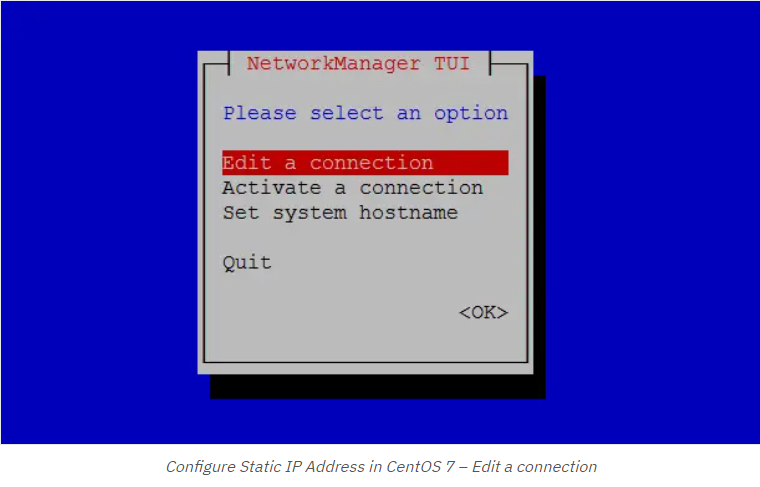 NetworkManager TUI
Please select an option
Edit a connection
Activate a connection
Set system hostname
Quit
<OK>
Configure Static IP Address in CentOS 7 – Edit a connection